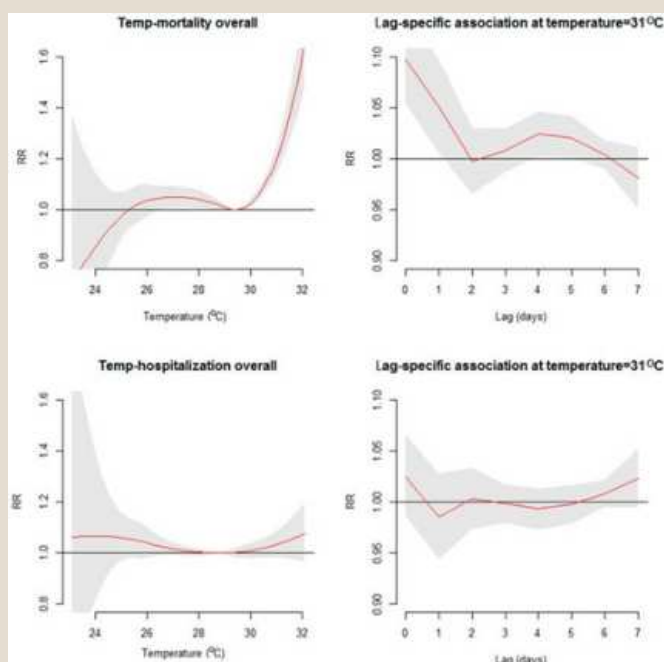 Temp-mortality overall
RR
0.8 1.0 1.2 1.4 1.6
24 26 28 30 32
Temperature (⁰C)
Lag-specific association at temperature=31⁰C
RR
0.90 0.95 1.00 1.05 1.10
0 1 2 3 4 5 6 7
Lag (days)
Temp-hospitalization overall
RR
0.8 1.0 1.2 1.4 1.6
24 26 28 30 32
Temperature (⁰C)
Lag-specific association at temperature=31⁰C
RR
0.90 0.95 1.00 1.05 1.10
0 1 2 3 4 5 6 7
Lag (days)